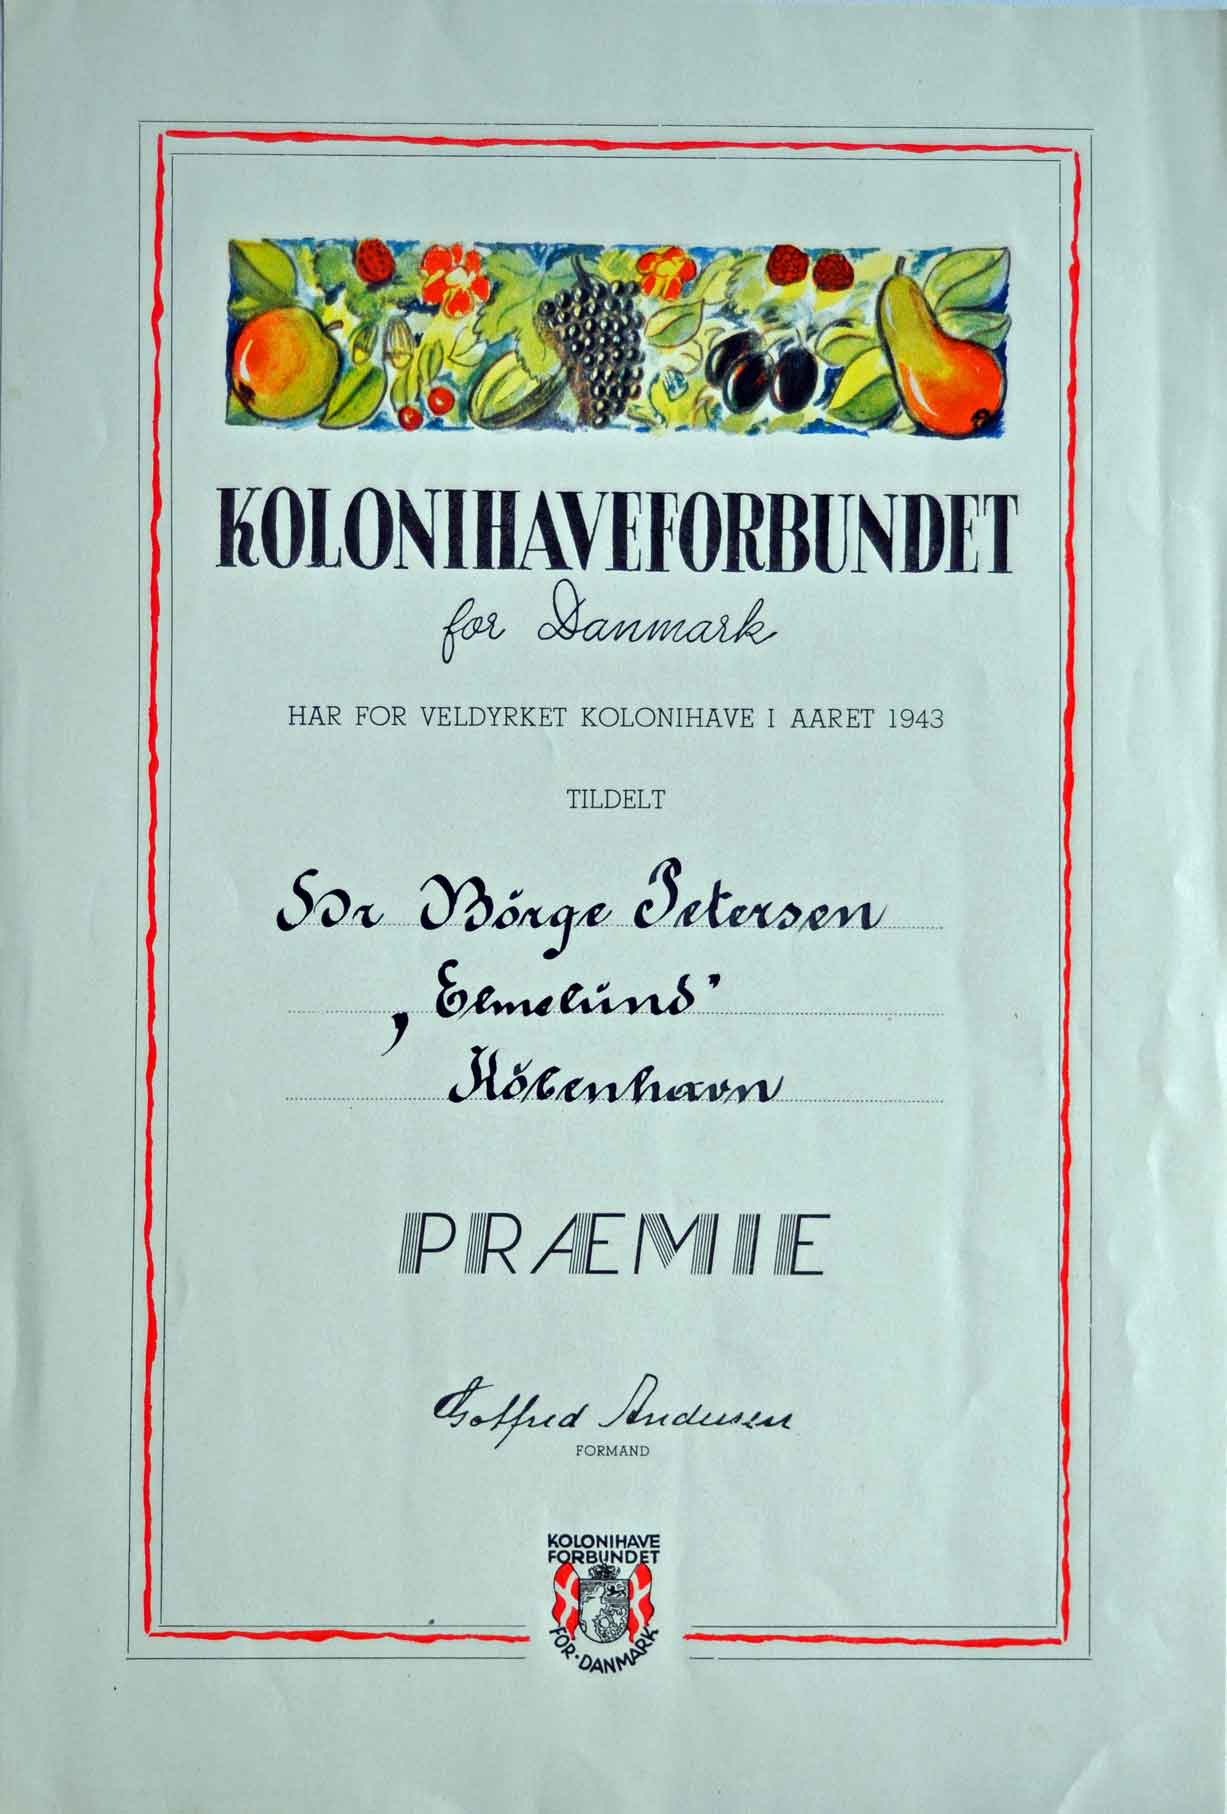 KOLONIHAVEFORBUNDET
for Danmark
HAR FOR VELDYRKET KOLONIHAVE I AARET 1943
TILDELT
Hr Börge Petersen
„Elmelund”
Köbenhavn
PRÆMIE
Gotfred Andersen
FORMAND
KOLONIHAVE
FORBUNDET
FOR · DANMARK